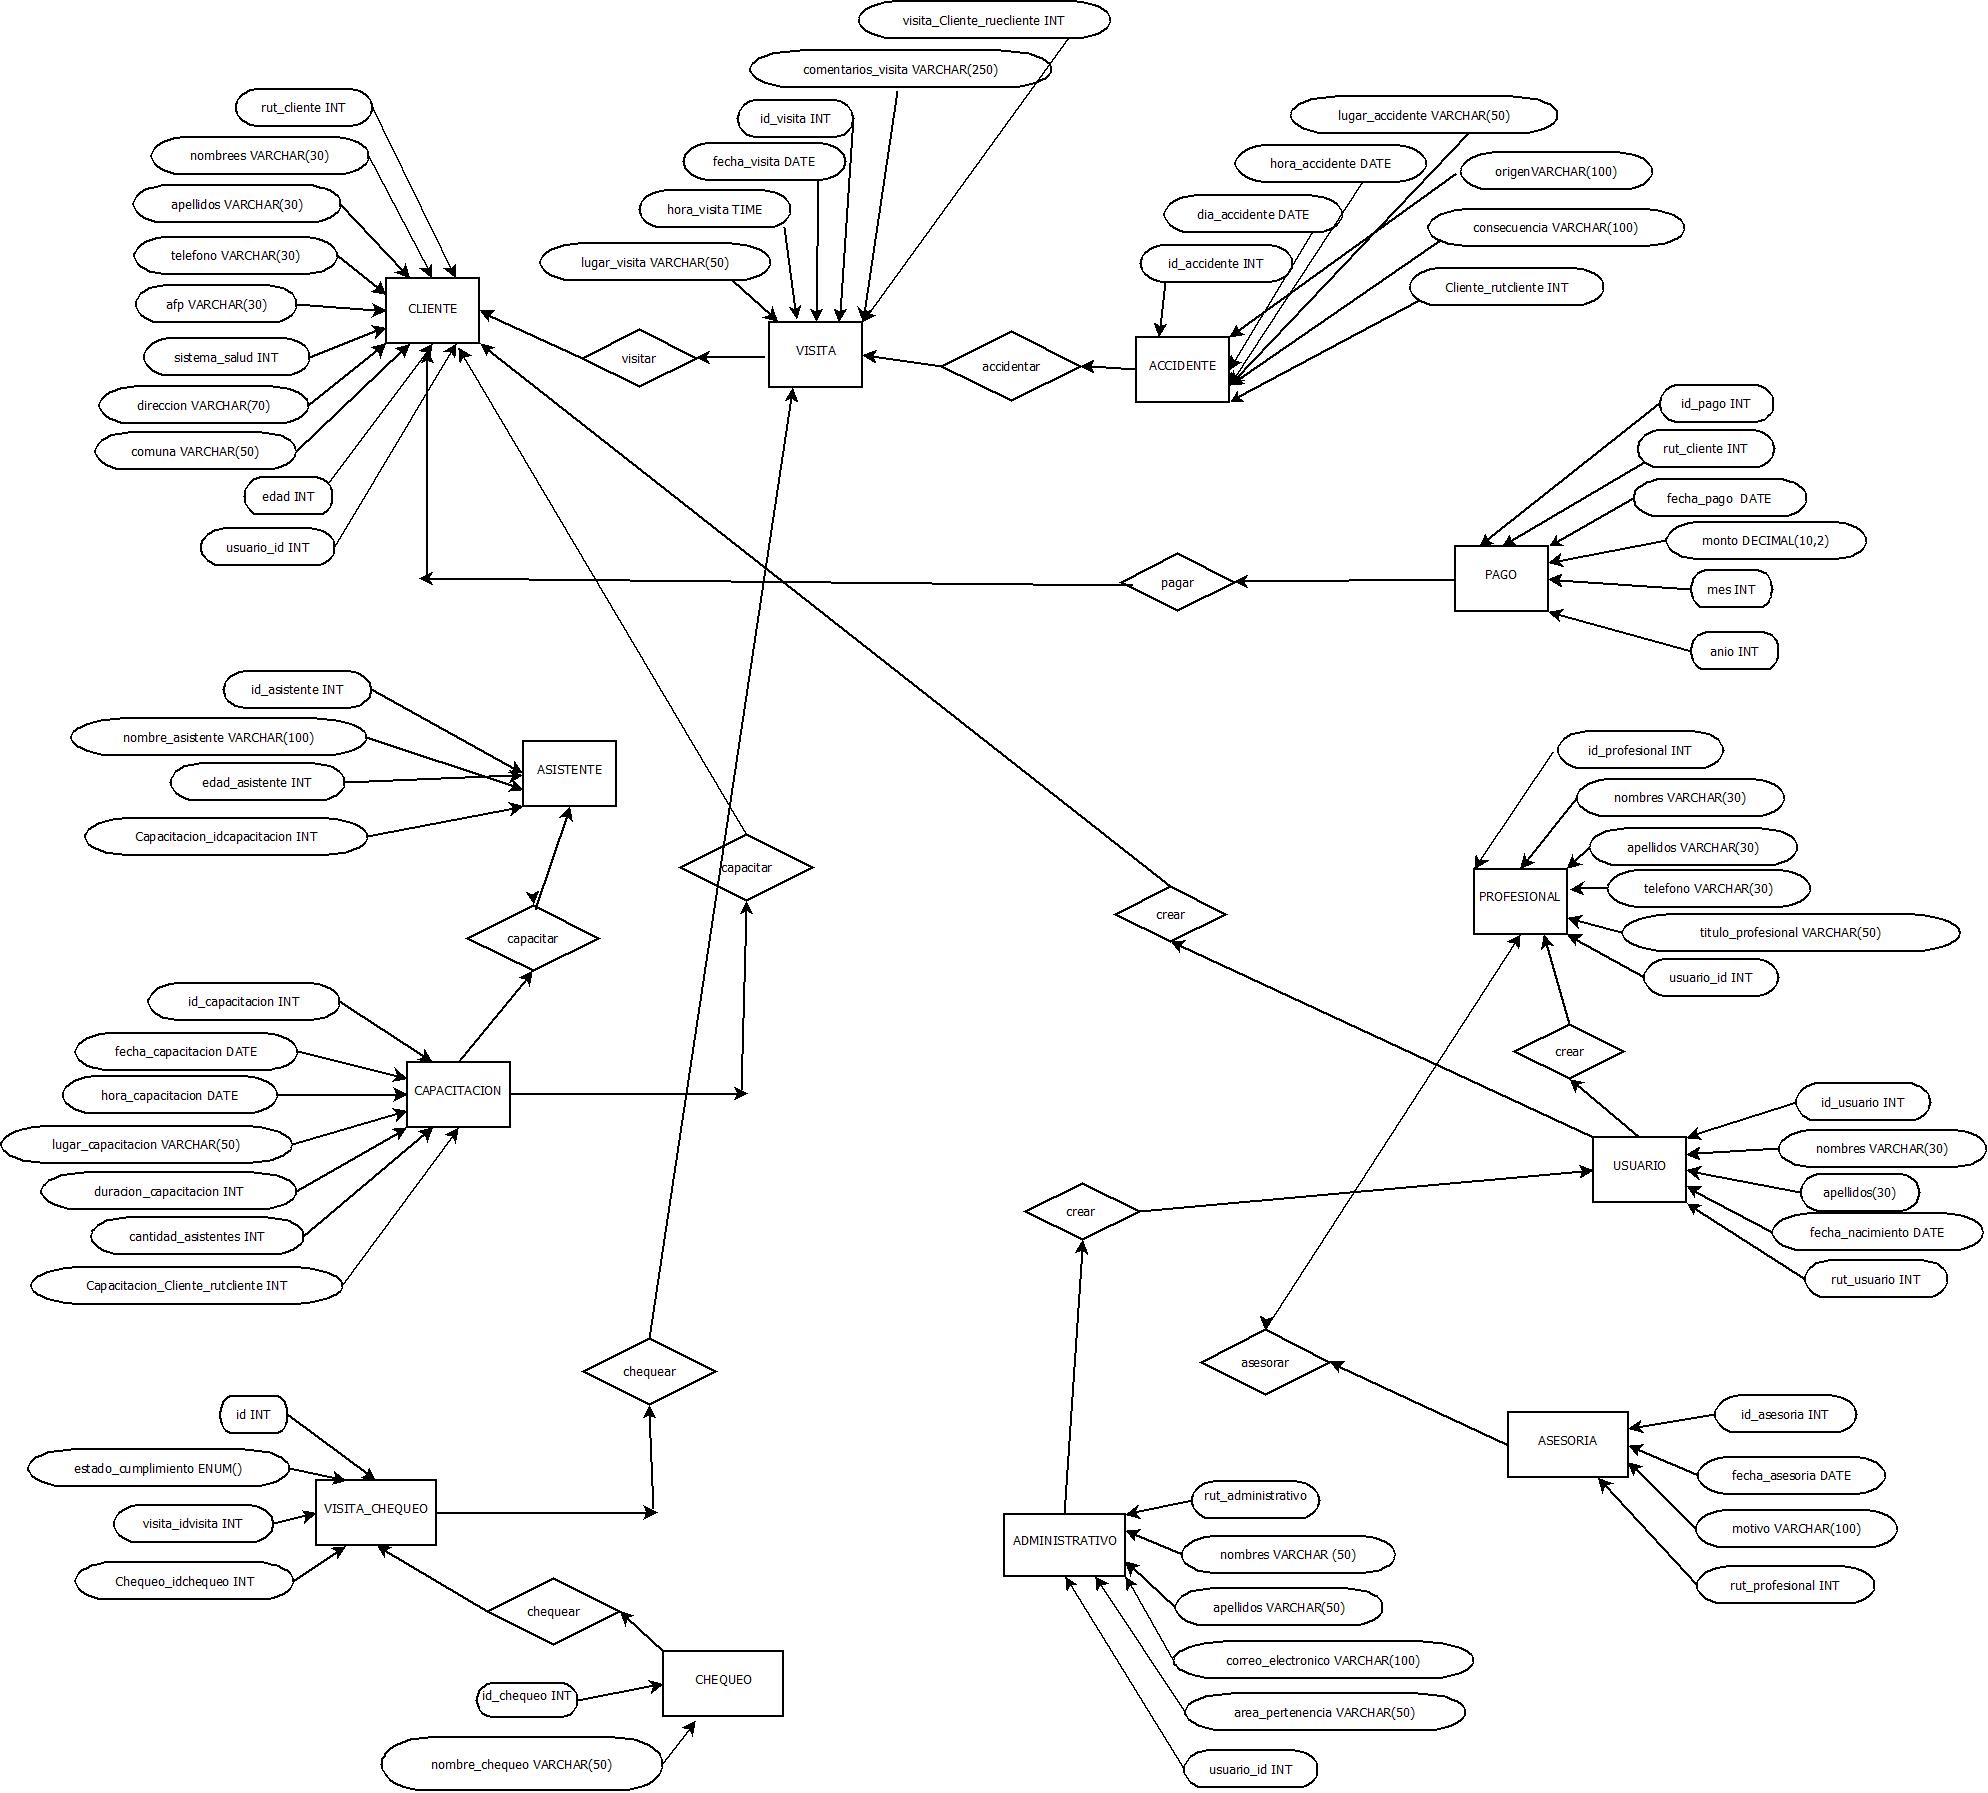 visita_Cliente_ruecliente INT
comentarios_visita VARCHAR(250)
id_visita INT
fecha_visita DATE
hora_visita TIME
lugar_visita VARCHAR(50)
rut_cliente INT
nombrees VARCHAR(30)
apellidos VARCHAR(30)
telefono VARCHAR(30)
afp VARCHAR(30)
sistema_salud INT
direccion VARCHAR(70)
comuna VARCHAR(50)
edad INT
usuario_id INT
CLIENTE
visitar
VISITA
accidentar
ACCIDENTE
lugar_accidente VARCHAR(50)
hora_accidente DATE
dia_accidente DATE
id_accidente INT
origenVARCHAR(100)
consecuencia VARCHAR(100)
Cliente_rutcliente INT
id_pago INT
rut_cliente INT
fecha_pago  DATE
monto DECIMAL(10,2)
mes INT
anio INT
PAGO
pagar
id_asistente INT
nombre_asistente VARCHAR(100)
edad_asistente INT
Capacitacion_idcapacitacion INT
ASISTENTE
capacitar
capacitar
crear
id_profesional INT
nombres VARCHAR(30)
apellidos VARCHAR(30)
telefono VARCHAR(30)
titulo_profesional VARCHAR(50)
usuario_id INT
PROFESIONAL
crear
id_capacitacion INT
fecha_capacitacion DATE
hora_capacitacion DATE
lugar_capacitacion VARCHAR(50)
duracion_capacitacion INT
cantidad_asistentes INT
Capacitacion_Cliente_rutcliente INT
CAPACITACION
id_usuario INT
nombres VARCHAR(30)
apellidos(30)
fecha_nacimiento DATE
rut_usuario INT
USUARIO
crear
asesorar
chequear
id INT
estado_cumplimiento ENUM()
visita_idvisita INT
Chequeo_idchequeo INT
VISITA_CHEQUEO
chequear
CHEQUEO
id_chequeo INT
nombre_chequeo VARCHAR(50)
ADMINISTRATIVO
rut_administrativo
nombres VARCHAR (50)
apellidos VARCHAR(50)
correo_electronico VARCHAR(100)
area_pertenencia VARCHAR(50)
usuario_id INT
ASESORIA
id_asesoria INT
fecha_asesoria DATE
motivo VARCHAR(100)
rut_profesional INT